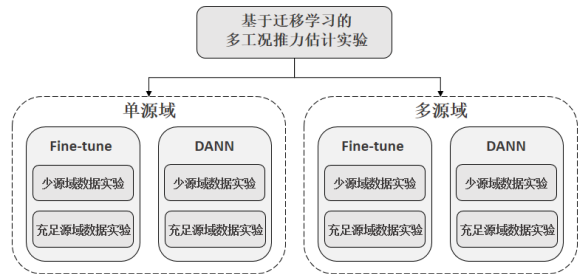 基于迁移学习的
多工况推力估计实验
单源域
多源域
Fine-tune
DANN
Fine-tune
DANN
少源域数据实验
少源域数据实验
少源域数据实验
少源域数据实验
充足源域数据实验
充足源域数据实验
充足源域数据实验
充足源域数据实验